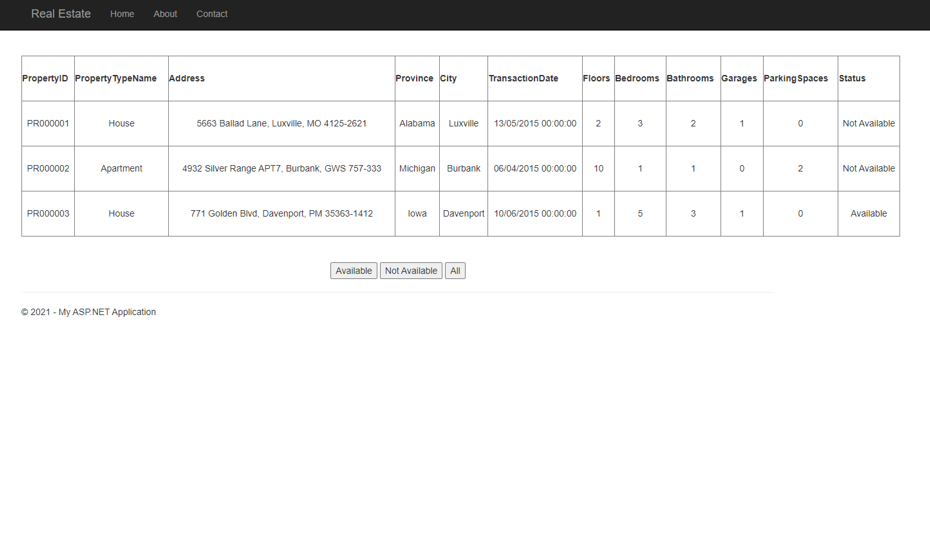 Real Estate Home About Contact
PropertyID PropertyTypeName Address Province City TransactionDate Floors Bedrooms Bathrooms Garages ParkingSpaces Status
PR000001 House 5663 Ballad Lane, Luxville, MO 4125-2621 Alabama Luxville 13/05/2015 00:00:00 2 3 2 1 0 Not Available
PR000002 Apartment 4932 Silver Range APT7, Burbank, GWS 757-333 Michigan Burbank 06/04/2015 00:00:00 10 1 1 0 2 Not Available
PR000003 House 771 Golden Blvd, Davenport, PM 35363-1412 Iowa Davenport 10/06/2015 00:00:00 1 5 3 1 0 Available
Available Not Available All
© 2021 - My ASP.NET Application